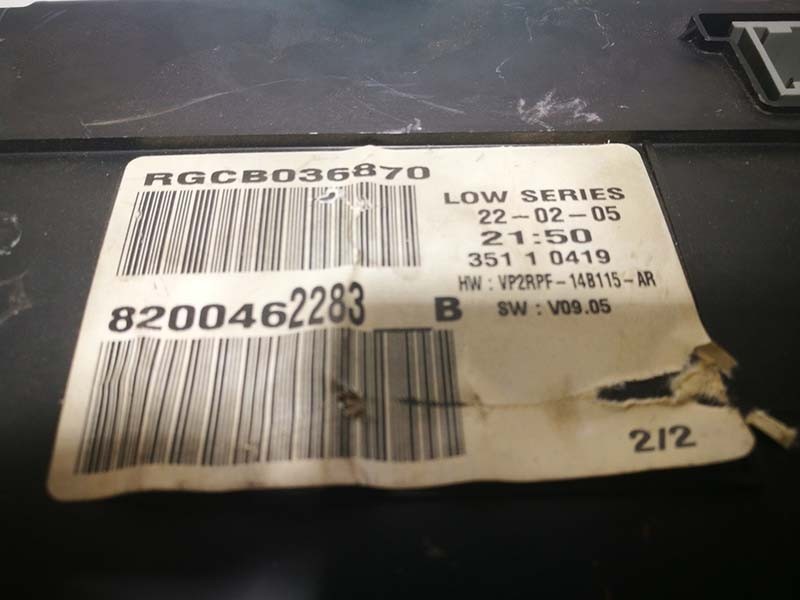 RGCB036870
LOW SERIES
22-02-05
21:50
351 1 0419
HW : VP2RPF-14B115-AR
SW : V09.05
8200462283 B
2/2